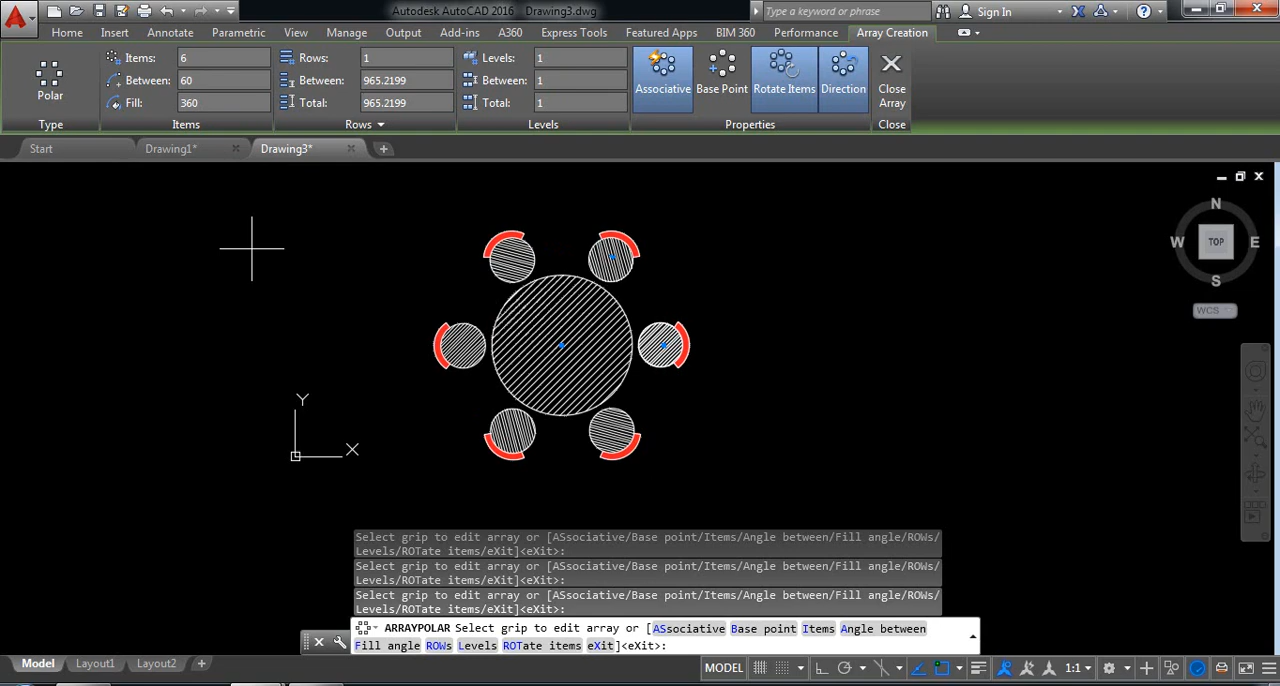 Autodesk AutoCAD 2016 Drawing3.dwg
Type a keyword or phrase
Sign In
Home Insert Annotate Parametric View Manage Output Add-ins A360 Express Tools Featured Apps BIM 360 Performance Array Creation
Items: 6 Rows: 1 Levels: 1
Between: 60 Between: 965.2199 Between: 1
Fill: 360 Total: 965.2199 Total: 1
Polar Associative Base Point Rotate Items Direction Close
Array
Type Items Rows Levels Properties Close
Start Drawing1* Drawing3*
N
W TOP E
S
WCS
Y
X
Select grip to edit array or [ASsociative/Base point/Items/Angle between/Fill angle/ROWs/
Levels/ROTate items/eXit]<eXit>:
Select grip to edit array or [ASsociative/Base point/Items/Angle between/Fill angle/ROWs/
Levels/ROTate items/eXit]<eXit>:
Select grip to edit array or [ASsociative/Base point/Items/Angle between/Fill angle/ROWs/
Levels/ROTate items/eXit]<eXit>:
ARRAYPOLAR Select grip to edit array or [ASsociative Base point Items Angle between
Fill angle ROWs Levels ROTate items eXit]<eXit>:
Model Layout1 Layout2 MODEL 1:1